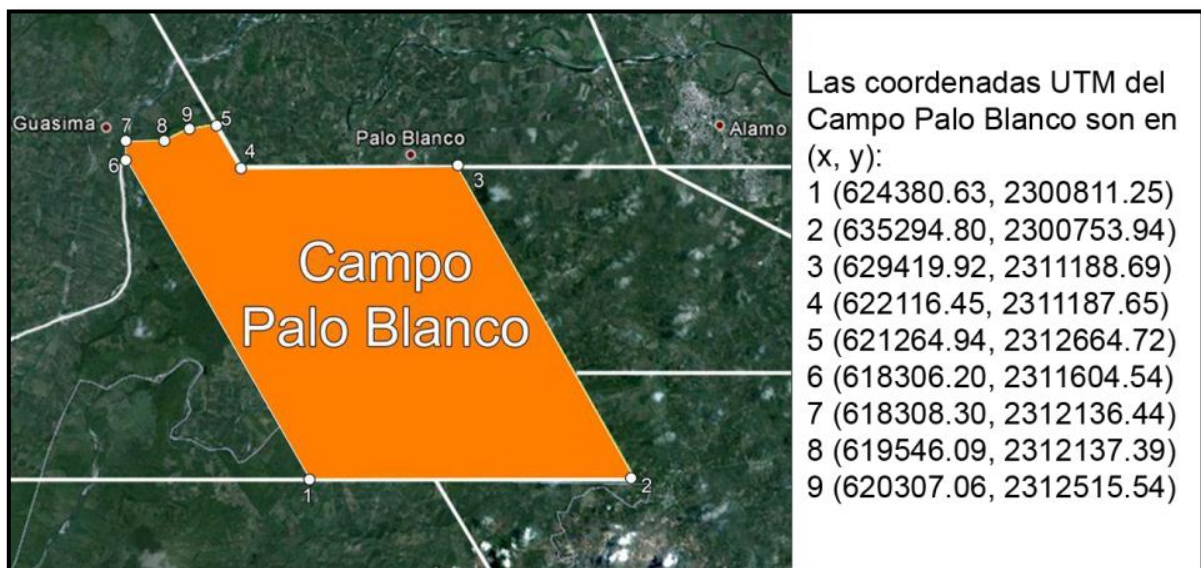 Guasima
7
8
9
5
6
4
Palo Blanco
3
Alamo
Campo
Palo Blanco
1
2
Las coordenadas UTM del
Campo Palo Blanco son en
(x, y):
1 (624380.63, 2300811.25)
2 (635294.80, 2300753.94)
3 (629419.92, 2311188.69)
4 (622116.45, 2311187.65)
5 (621264.94, 2312664.72)
6 (618306.20, 2311604.54)
7 (618308.30, 2312136.44)
8 (619546.09, 2312137.39)
9 (620307.06, 2312515.54)